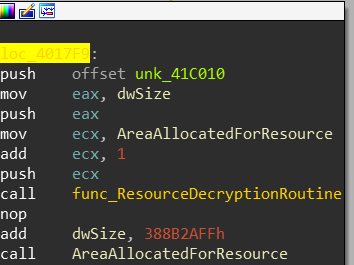 loc_4017F9:
push offset unk_41C010
mov eax, dwSize
push eax
mov ecx, AreaAllocatedForResource
add ecx, 1
push ecx
call func_ResourceDecryptionRoutine
nop
add dwSize, 388B2AFFh
call AreaAllocatedForResource